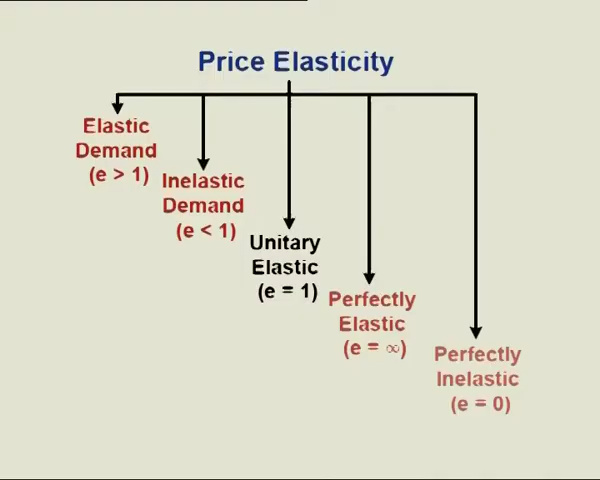 Price Elasticity
Elastic
Demand
(e > 1)
Inelastic
Demand
(e < 1)
Unitary
Elastic
(e = 1)
Perfectly
Elastic
(e = ∞)
Perfectly
Inelastic
(e = 0)